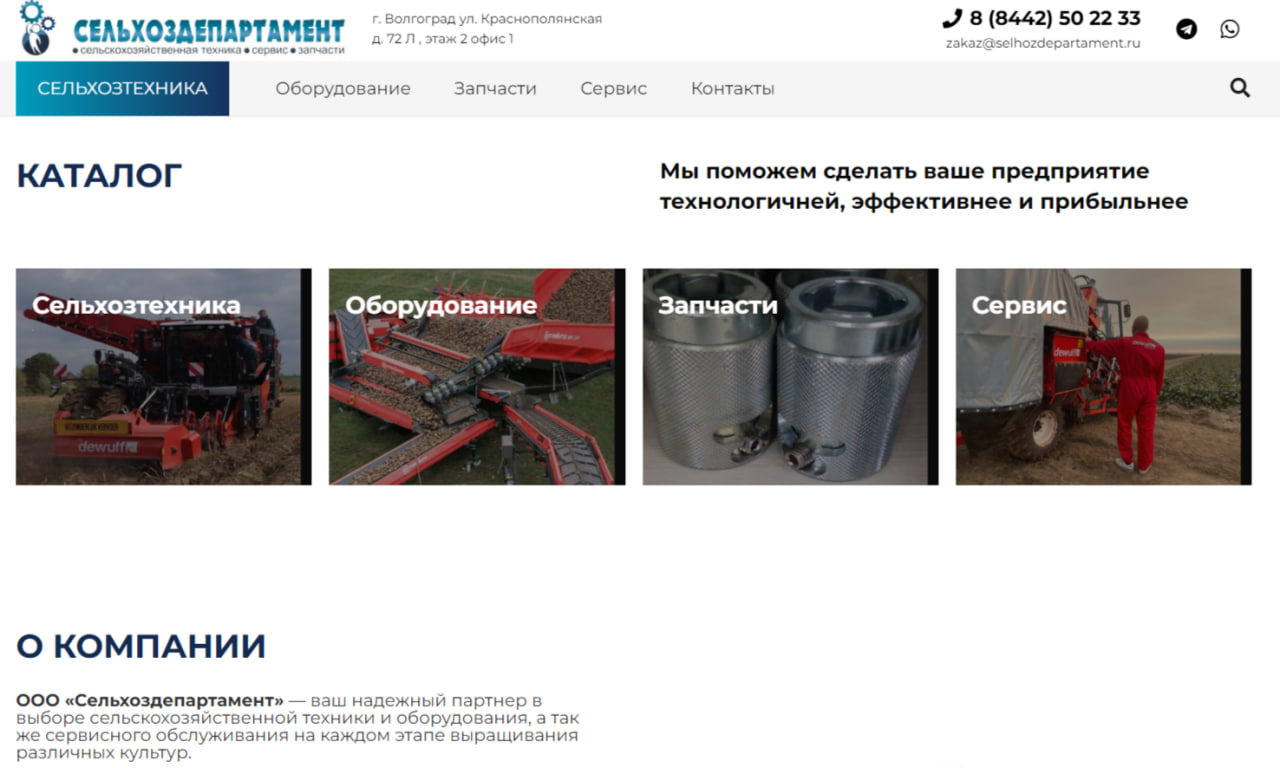 СЕЛЬХОЗДЕПАРТАМЕНТ
• сельскохозяйственная техника • сервис • запчасти
г. Волгоград ул. Краснополянская
д. 72 Л , этаж 2 офис 1
8 (8442) 50 22 33
zakaz@selhozdepartament.ru
СЕЛЬХОЗТЕХНИКА
Оборудование
Запчасти
Сервис
Контакты
КАТАЛОГ
Мы поможем сделать ваше предприятие
технологичней, эффективнее и прибыльнее
Сельхозтехника
dewulf
Оборудование
Запчасти
Сервис
dewulf
О КОМПАНИИ
ООО «Сельхоздепартамент» — ваш надежный партнер в
выборе сельскохозяйственной техники и оборудования, а так
же сервисного обслуживания на каждом этапе выращивания
различных культур.